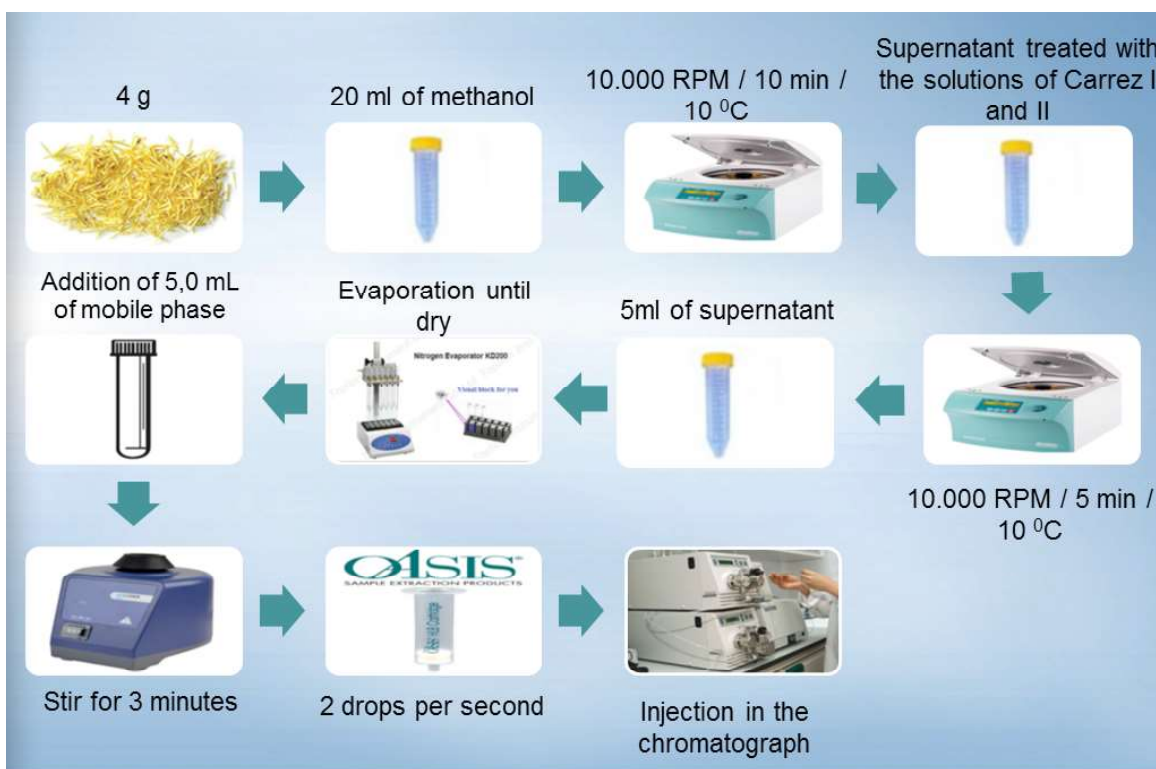 4 g
20 ml of methanol
10.000 RPM / 10 min /
10 ⁰C
Supernatant treated with
the solutions of Carrez I
and II
Addition of 5,0 mL
of mobile phase
Evaporation until
dry
Nitrogen Evaporator KD200
5ml of supernatant
10.000 RPM / 5 min /
10 ⁰C
OASIS®
SAMPLE EXTRACTION PRODUCTS
Oasis HLB Cartridge
Stir for 3 minutes
2 drops per second
Injection in the
chromatograph